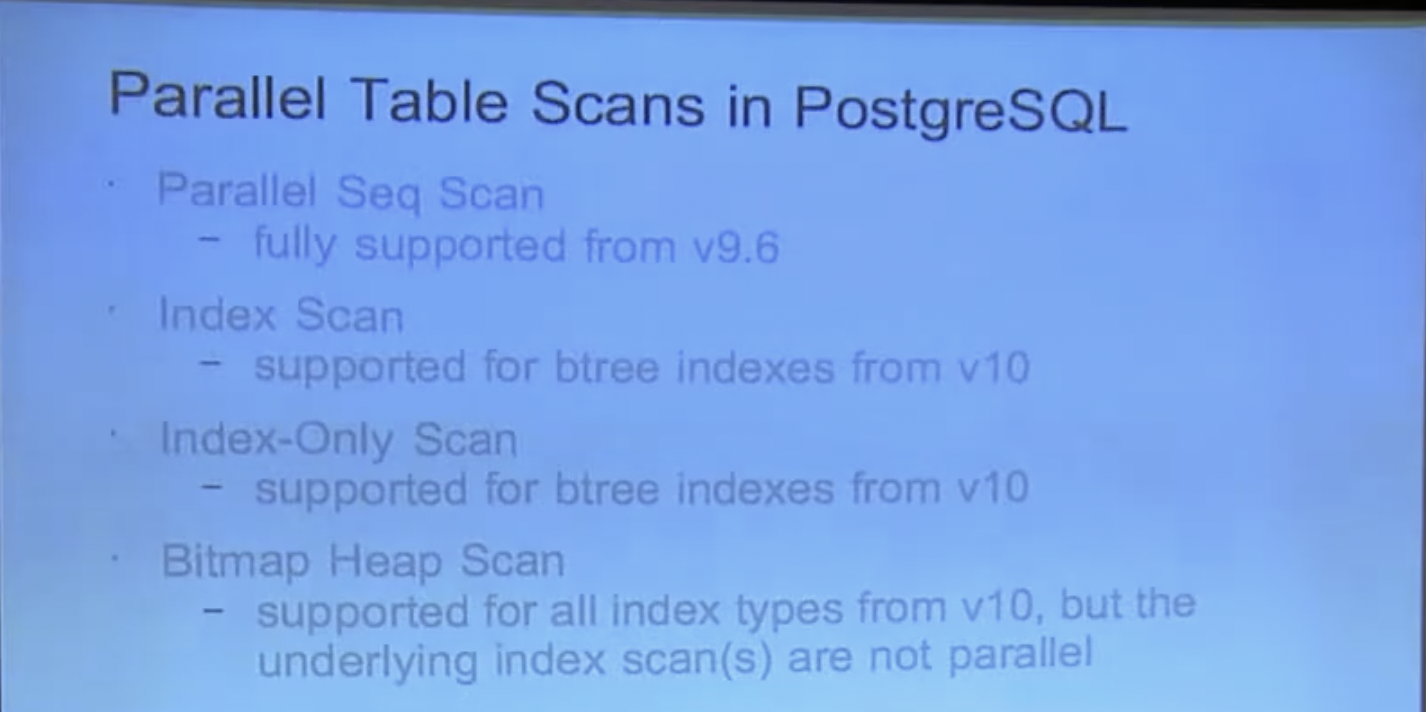 Parallel Table Scans in PostgreSQL
· Parallel Seq Scan
– fully supported from v9.6
· Index Scan
– supported for btree indexes from v10
· Index-Only Scan
– supported for btree indexes from v10
· Bitmap Heap Scan
– supported for all index types from v10, but the
underlying index scan(s) are not parallel